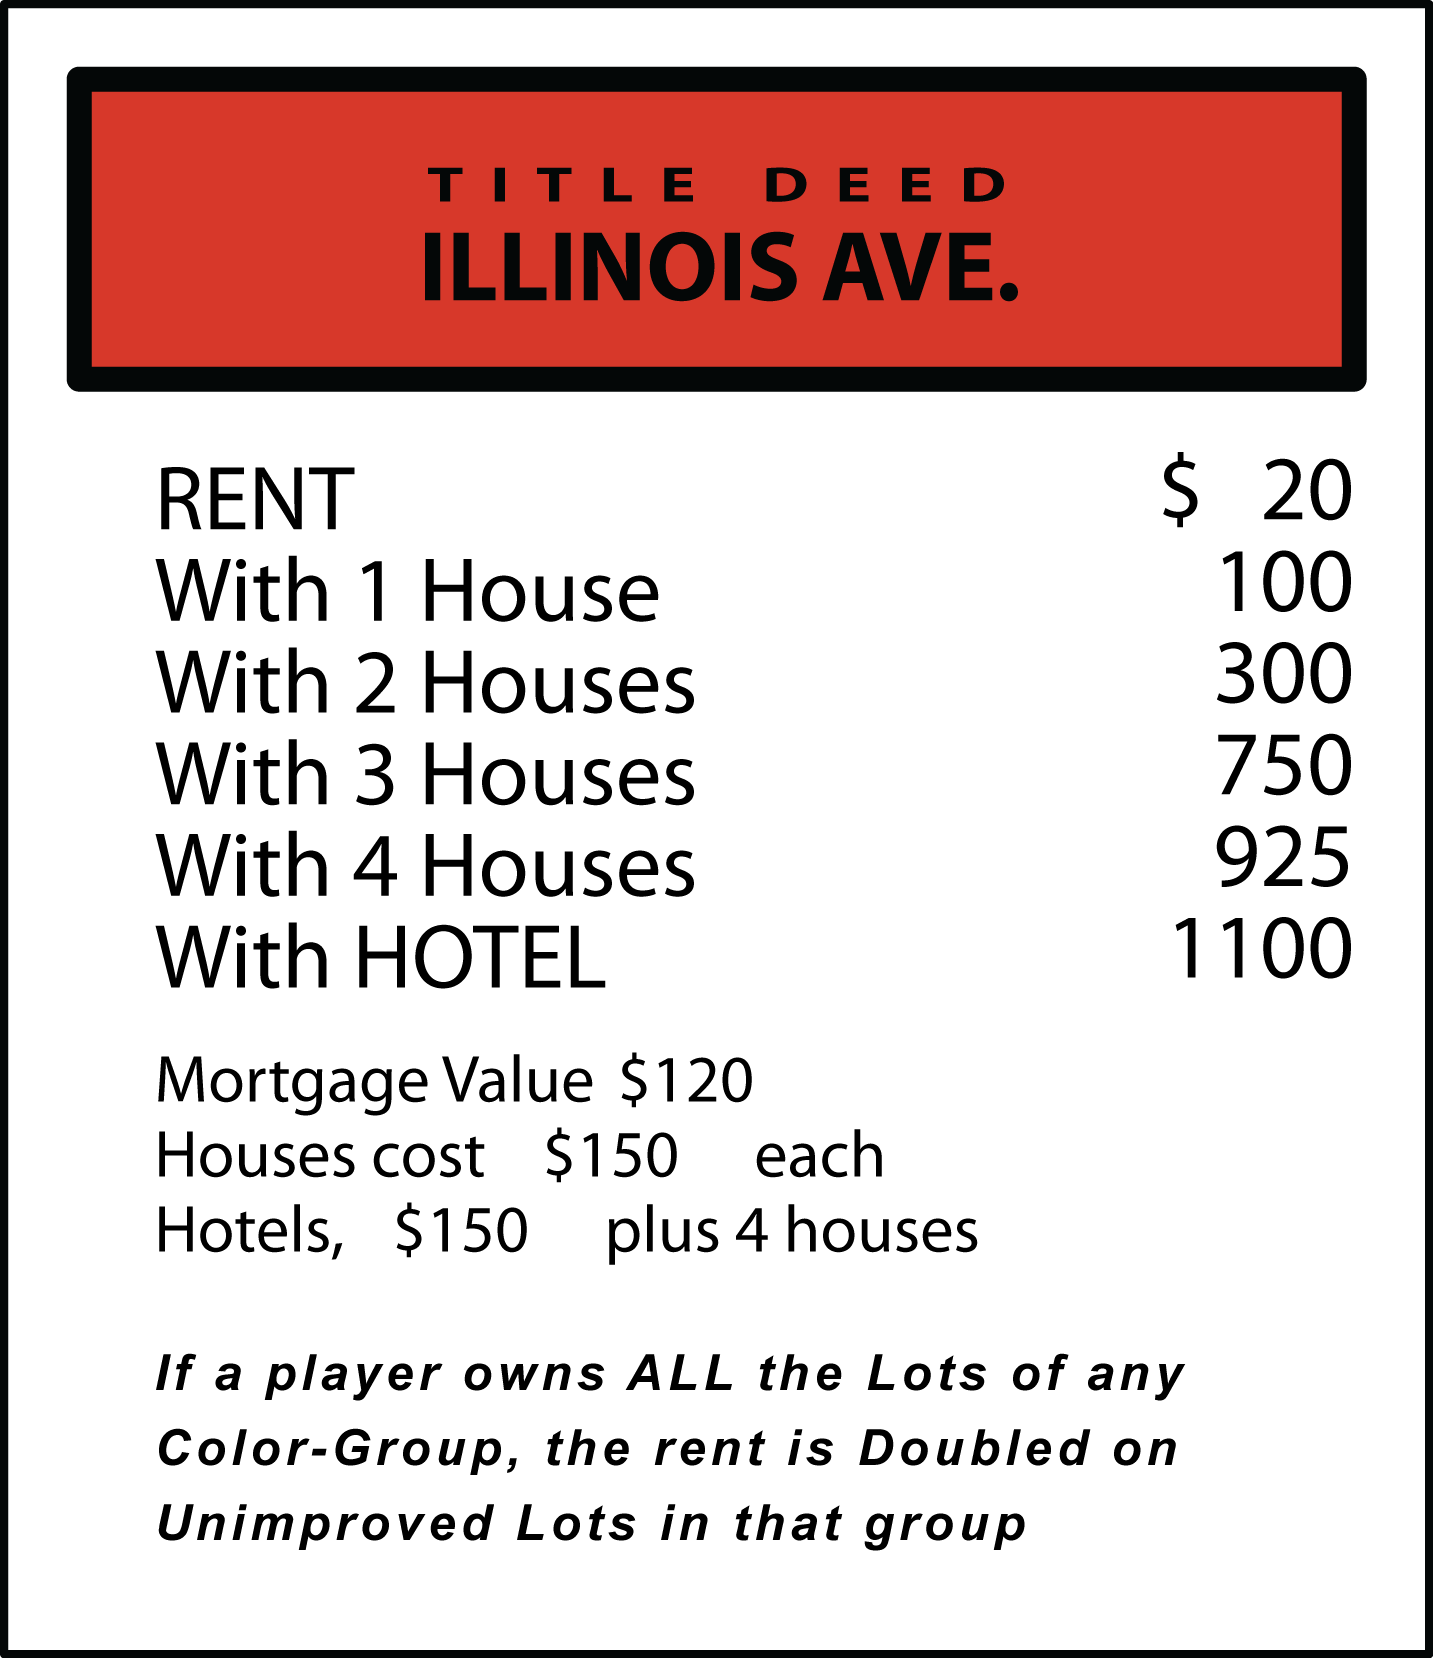 TITLE DEED
ILLINOIS AVE.
RENT $ 20
With 1 House 100
With 2 Houses 300
With 3 Houses 750
With 4 Houses 925
With HOTEL 1100
Mortgage Value $120
Houses cost $150 each
Hotels, $150 plus 4 houses
If a player owns ALL the Lots of any
Color-Group, the rent is Doubled on
Unimproved Lots in that group